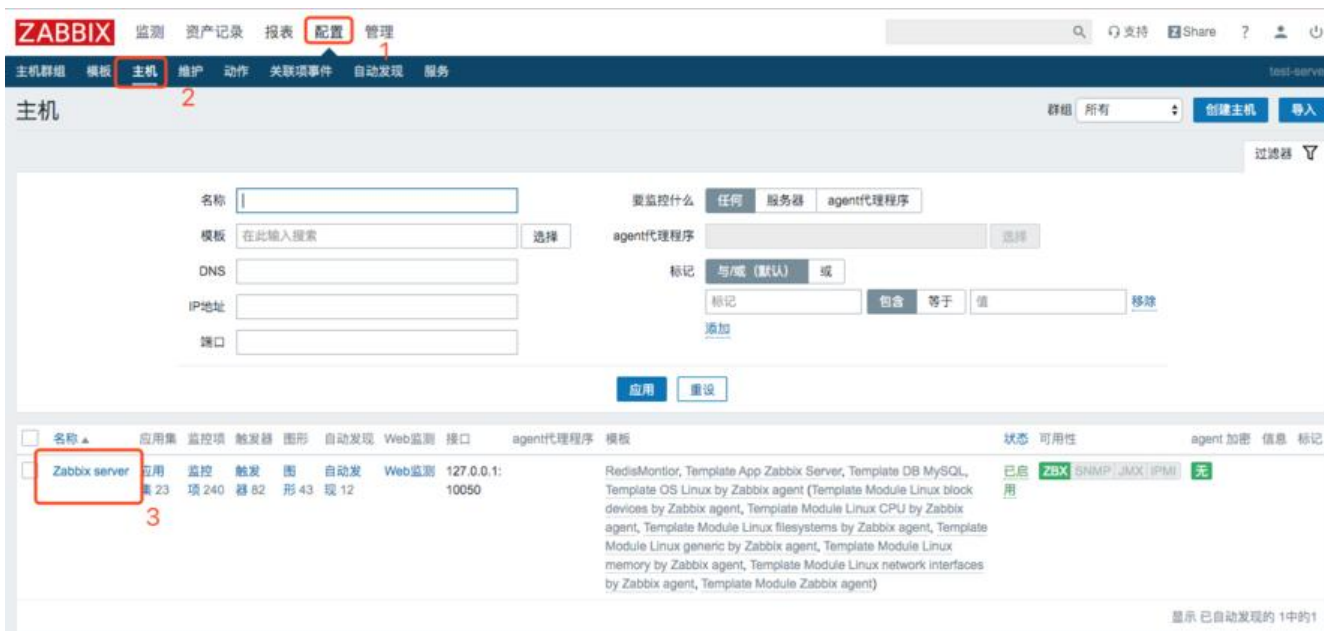 ZABBIX 监测 资产记录 报表 配置 管理 支持 Share ?
1
主机群组 模板 主机 维护 动作 关联项事件 自动发现 服务 test-serve
2
主机 群组 所有 创建主机 导入
过滤器
名称 要监控什么 任何 服务器 agent代理程序
模板 在此输入搜索 选择 agent代理程序 选择
DNS 标记 与/或（默认） 或
IP地址 标记 包含 等于 值 移除
端口 添加
应用 重设
名称 应用集 监控项 触发器 图形 自动发现 Web监测 接口 agent代理程序 模板 状态 可用性 agent 加密 信息 标记
Zabbix server 应用 监控 触发 图 自动发 Web监测 127.0.0.1: RedisMontior, Template App Zabbix Server, Template DB MySQL, 已启 ZBX SNMP JMX IPMI 无
集 23 项 240 器 82 形 43 现 12 10050 Template OS Linux by Zabbix agent (Template Module Linux block 用
devices by Zabbix agent, Template Module Linux CPU by Zabbix
3
agent, Template Module Linux filesystems by Zabbix agent, Template
Module Linux generic by Zabbix agent, Template Module Linux
memory by Zabbix agent, Template Module Linux network interfaces
by Zabbix agent, Template Module Zabbix agent)
显示 已自动发现的 1中的1